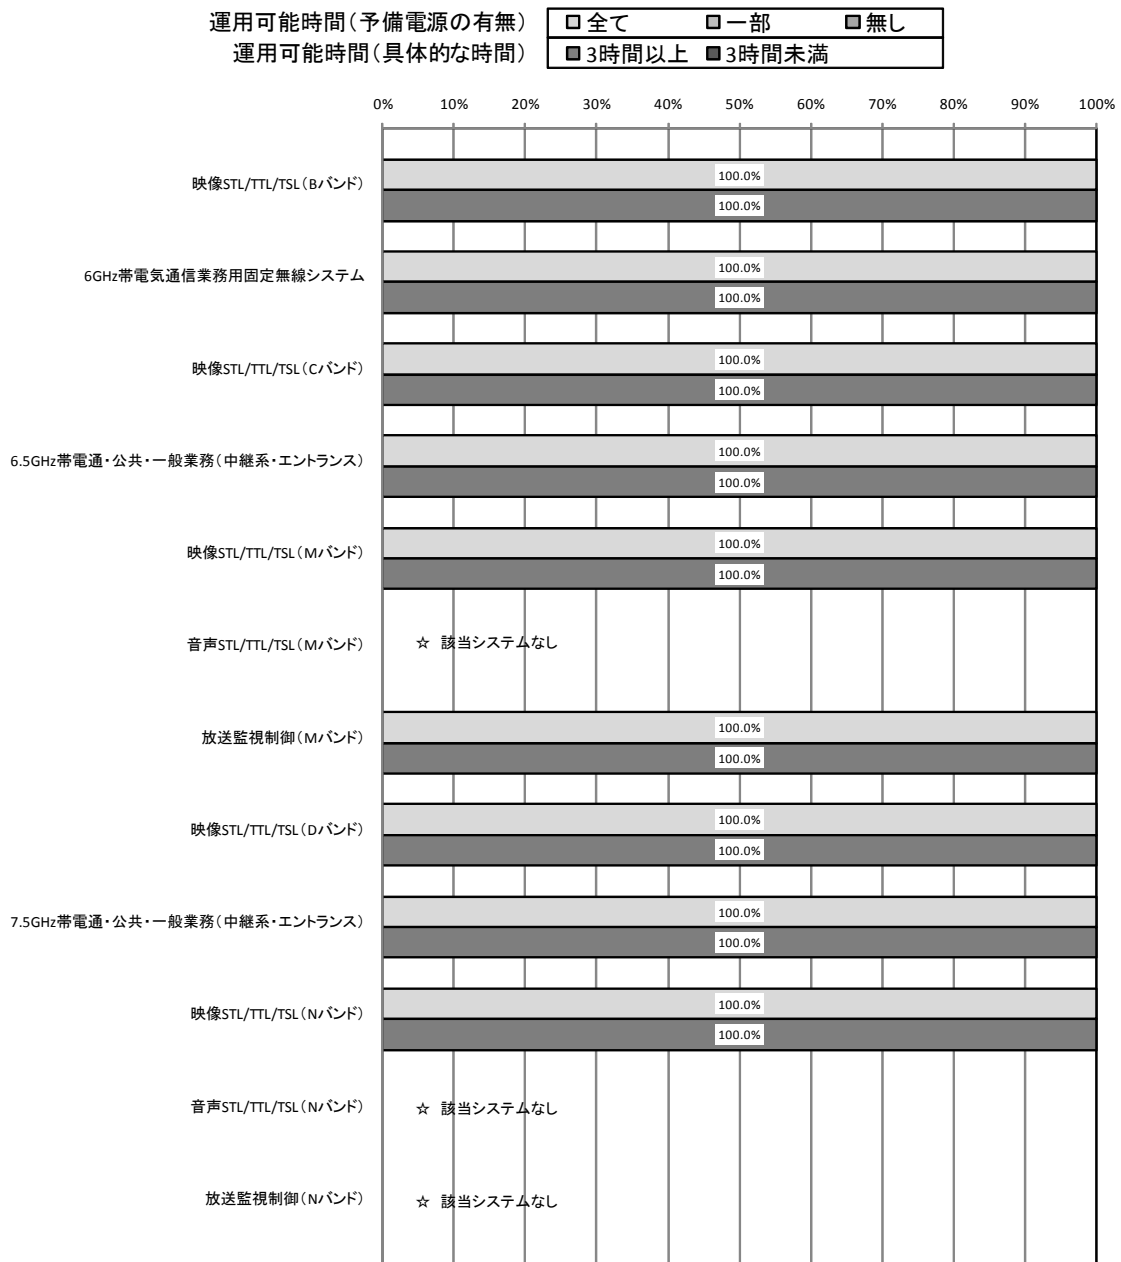 運用可能時間(予備電源の有無) 全て 一部 無し
運用可能時間(具体的な時間) 3時間以上 3時間未満
0% 10% 20% 30% 40% 50% 60% 70% 80% 90% 100%
100.0%
映像STL/TTL/TSL(Bバンド)
100.0%
100.0%
6GHz帯電気通信業務用固定無線システム
100.0%
100.0%
映像STL/TTL/TSL(Cバンド)
100.0%
100.0%
6.5GHz帯電通・公共・一般業務(中継系・エントランス)
100.0%
100.0%
映像STL/TTL/TSL(Mバンド)
100.0%
音声STL/TTL/TSL(Mバンド) ☆ 該当システムなし
100.0%
放送監視制御(Mバンド)
100.0%
100.0%
映像STL/TTL/TSL(Dバンド)
100.0%
100.0%
7.5GHz帯電通・公共・一般業務(中継系・エントランス)
100.0%
100.0%
映像STL/TTL/TSL(Nバンド)
100.0%
音声STL/TTL/TSL(Nバンド) ☆ 該当システムなし
放送監視制御(Nバンド) ☆ 該当システムなし